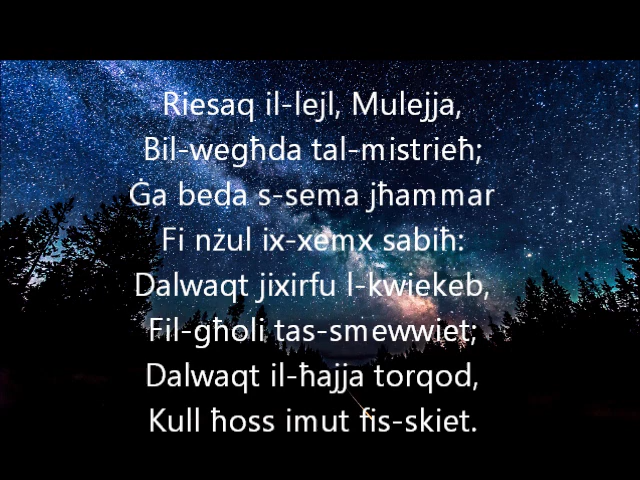 Riesaq il-lejl, Mulejja,
Bil-wegħda tal-mistrieħ;
Ġa beda s-sema jħammar
Fi nżul ix-xemx sabiħ:
Dalwaqt jixirfu l-kwiekeb,
Fil-għoli tas-smewwiet;
Dalwaqt il-ħajja torqod,
Kull ħoss imut fis-skiet.